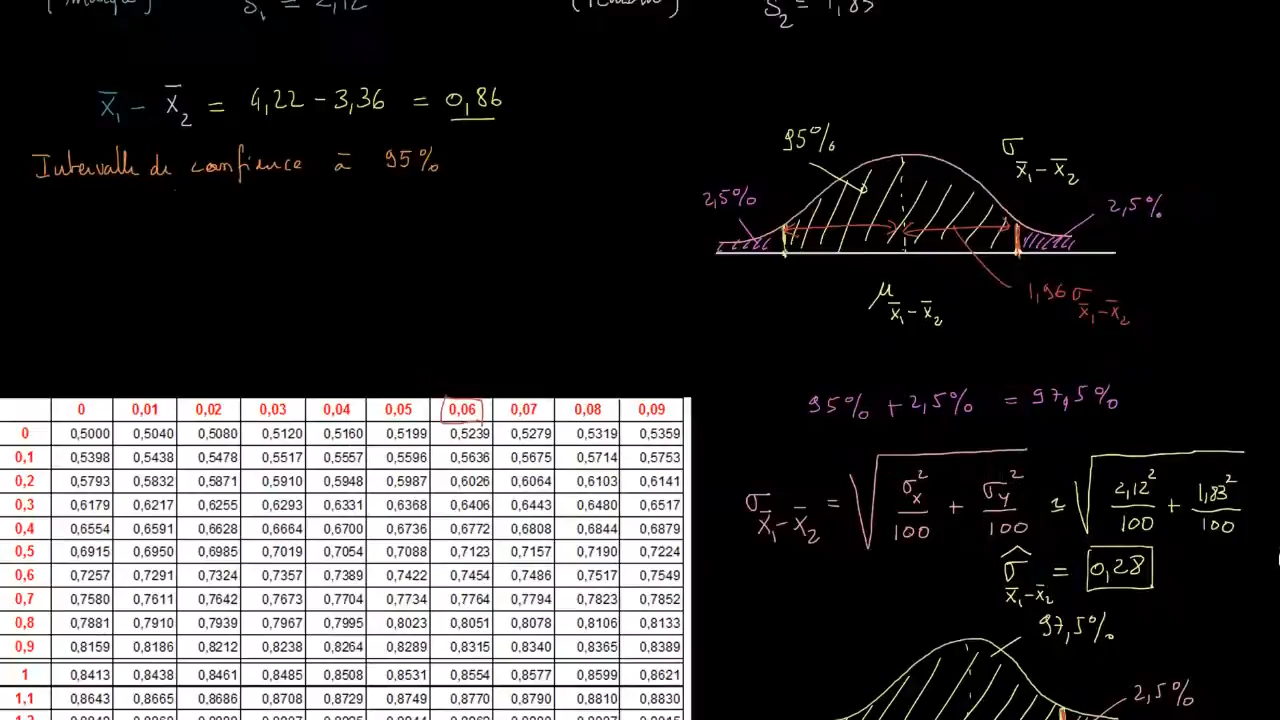 S₁ = 2,12
S₂ = 1,83
x̄₁ - x̄₂ = 4,22 - 3,36 = 0,86
Intervalle de confience à 95%
95%
σ x̄₁-x̄₂
2,5%
2,5%
μ x̄₁-x̄₂
1,96 σ x̄₁-x̄₂
95% + 2,5% = 97,5%
σ x̄₁-x̄₂ = √(σx²/100 + σy²/100) ≃ √(2,12²/100 + 1,83²/100)
σ̂ x̄₁-x̄₂ = 0,28
97,5%
2,5%
0 0,01 0,02 0,03 0,04 0,05 0,06 0,07 0,08 0,09
0 0,5000 0,5040 0,5080 0,5120 0,5160 0,5199 0,5239 0,5279 0,5319 0,5359
0,1 0,5398 0,5438 0,5478 0,5517 0,5557 0,5596 0,5636 0,5675 0,5714 0,5753
0,2 0,5793 0,5832 0,5871 0,5910 0,5948 0,5987 0,6026 0,6064 0,6103 0,6141
0,3 0,6179 0,6217 0,6255 0,6293 0,6331 0,6368 0,6406 0,6443 0,6480 0,6517
0,4 0,6554 0,6591 0,6628 0,6664 0,6700 0,6736 0,6772 0,6808 0,6844 0,6879
0,5 0,6915 0,6950 0,6985 0,7019 0,7054 0,7088 0,7123 0,7157 0,7190 0,7224
0,6 0,7257 0,7291 0,7324 0,7357 0,7389 0,7422 0,7454 0,7486 0,7517 0,7549
0,7 0,7580 0,7611 0,7642 0,7673 0,7704 0,7734 0,7764 0,7794 0,7823 0,7852
0,8 0,7881 0,7910 0,7939 0,7967 0,7995 0,8023 0,8051 0,8078 0,8106 0,8133
0,9 0,8159 0,8186 0,8212 0,8238 0,8264 0,8289 0,8315 0,8340 0,8365 0,8389
1 0,8413 0,8438 0,8461 0,8485 0,8508 0,8531 0,8554 0,8577 0,8599 0,8621
1,1 0,8643 0,8665 0,8686 0,8708 0,8729 0,8749 0,8770 0,8790 0,8810 0,8830